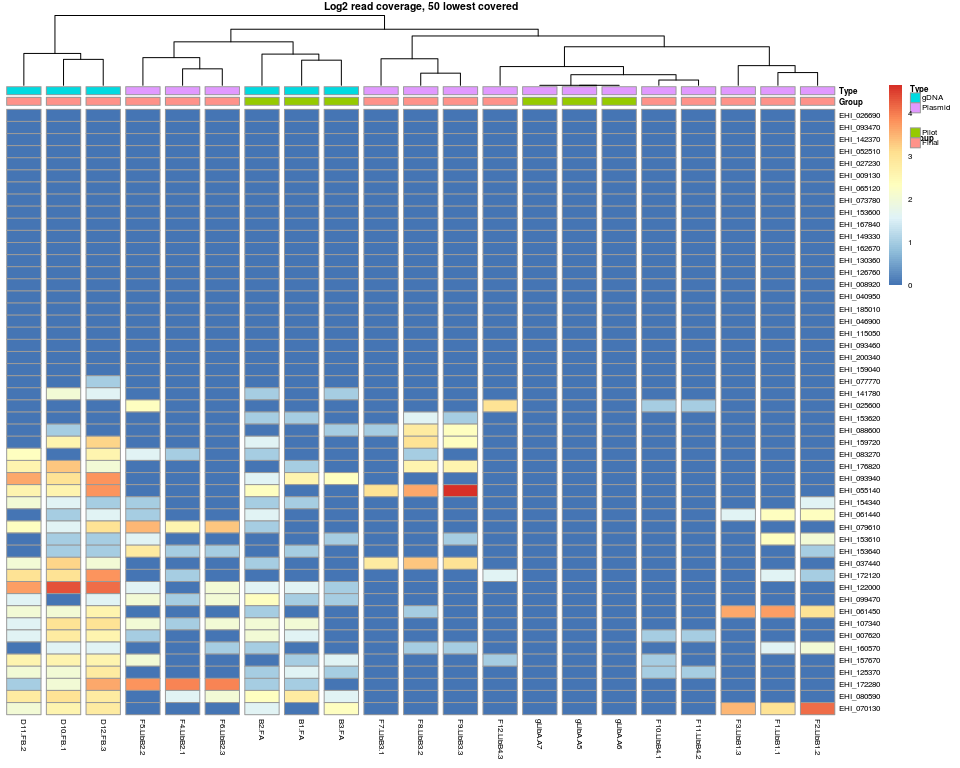 Log2 read coverage, 50 lowest covered
Type
Group
Type
gDNA
Plasmid
Pilot
Final
4
3
2
1
0
EHI_026690
EHI_093470
EHI_142370
EHI_052510
EHI_027230
EHI_009130
EHI_065120
EHI_073780
EHI_153600
EHI_167840
EHI_149330
EHI_162670
EHI_130360
EHI_126760
EHI_008920
EHI_040950
EHI_185010
EHI_046900
EHI_115050
EHI_093460
EHI_200340
EHI_159040
EHI_077770
EHI_141780
EHI_025600
EHI_153620
EHI_088600
EHI_159720
EHI_083270
EHI_176820
EHI_093940
EHI_055140
EHI_154340
EHI_061440
EHI_079610
EHI_153610
EHI_153640
EHI_037440
EHI_172120
EHI_122000
EHI_099470
EHI_061450
EHI_107340
EHI_007620
EHI_160570
EHI_157670
EHI_125370
EHI_172280
EHI_080590
EHI_070130
D11.FB.2
D10.FB.1
D12.FB.3
F5.LibB2.2
F4.LibB2.1
F6.LibB2.3
B2.FA
B1.FA
B3.FA
F7.LibB3.1
F8.LibB3.2
F9.LibB3.3
F12.LibB4.3
gLibA.A7
gLibA.A5
gLibA.A6
F10.LibB4.1
F11.LibB4.2
F3.LibB1.3
F1.LibB1.1
F2.LibB1.2